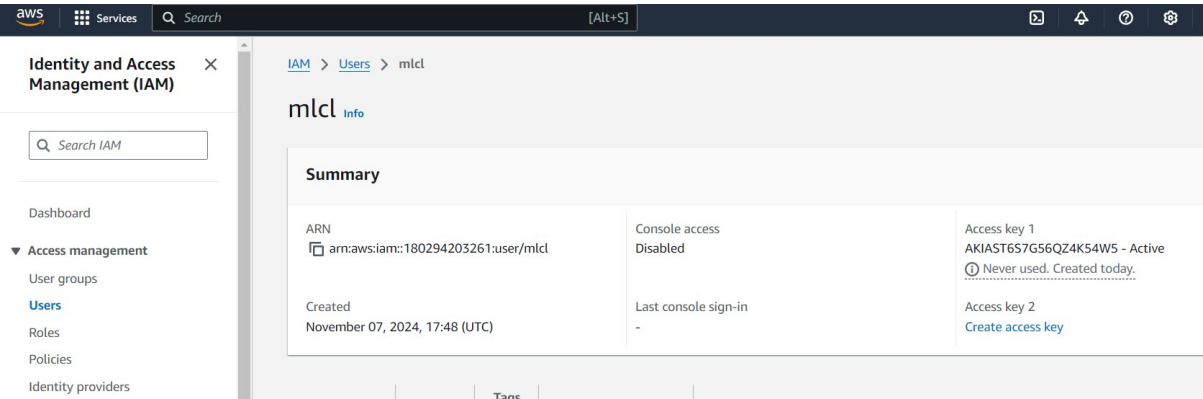 aws Services Search [Alt+S]
Identity and Access
Management (IAM)
Search IAM
Dashboard
Access management
User groups
Users
Roles
Policies
Identity providers
IAM > Users > mlcl
mlcl Info
Summary
ARN
arn:aws:iam::180294203261:user/mlcl
Created
November 07, 2024, 17:48 (UTC)
Console access
Disabled
Last console sign-in
-
Access key 1
AKIAST6S7G56QZ4K54W5 - Active
Never used. Created today.
Access key 2
Create access key
Tags